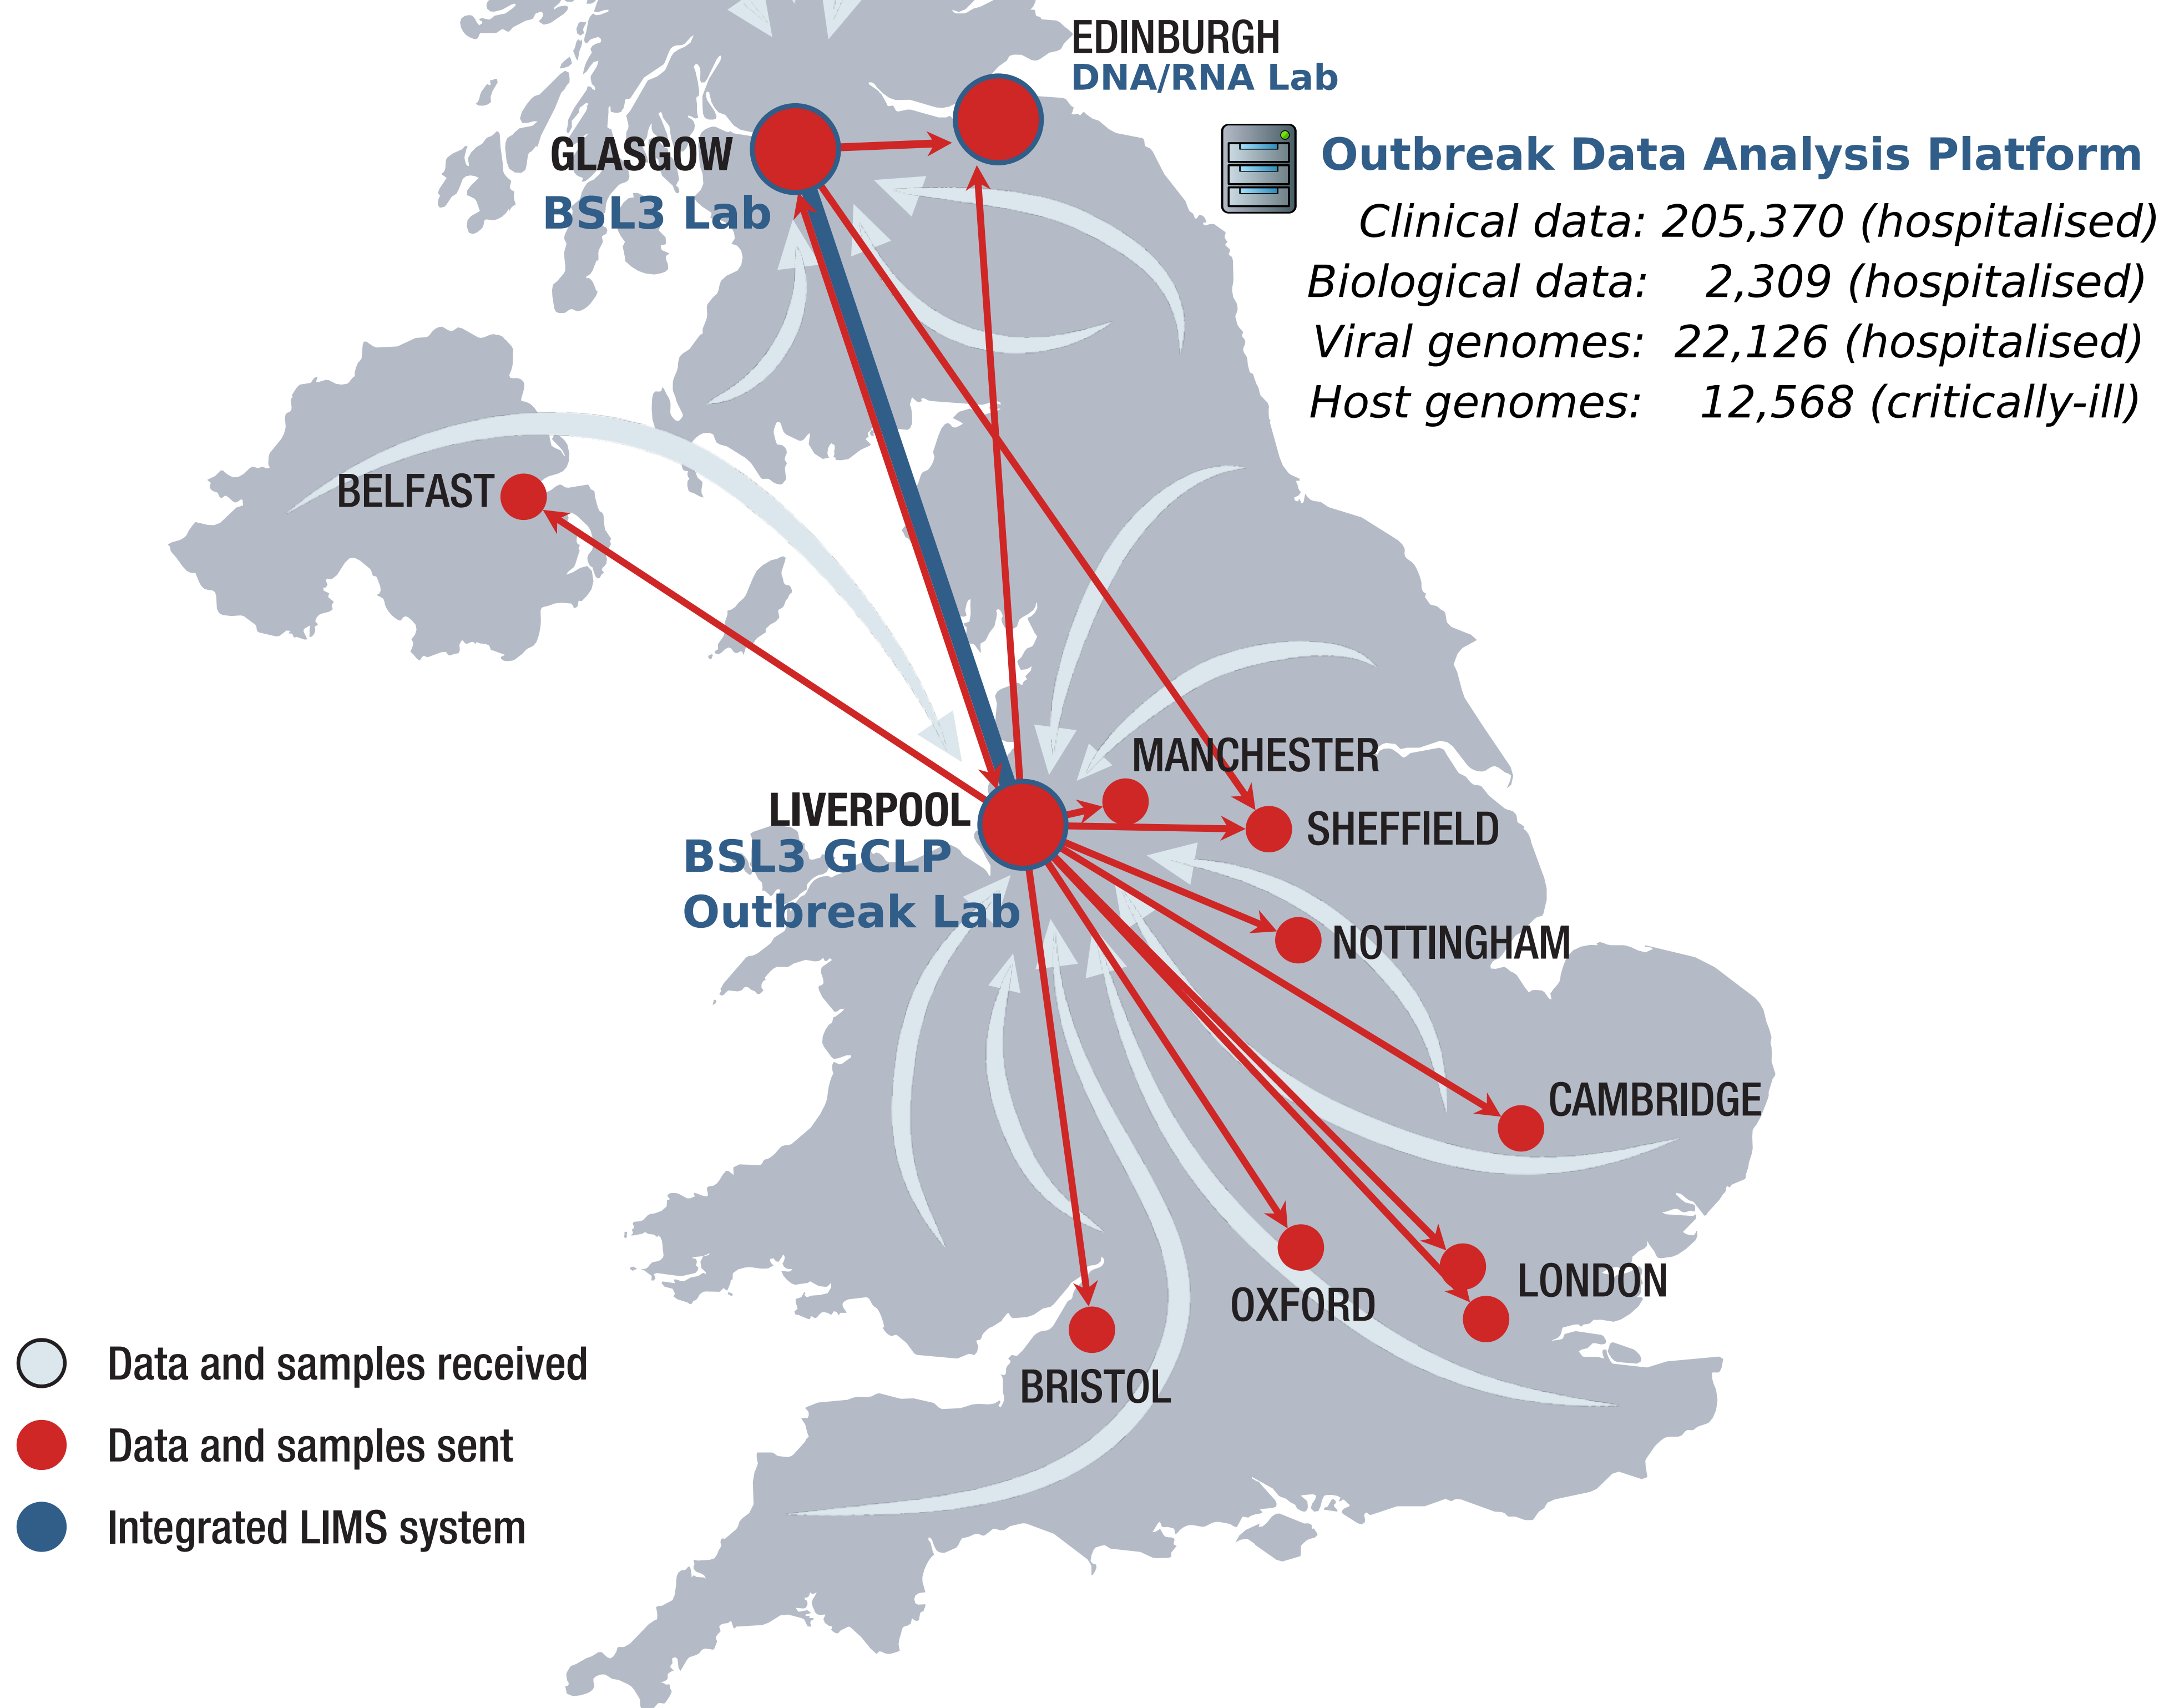 EDINBURGH
DNA/RNA Lab
GLASGOW
BSL3 Lab
Outbreak Data Analysis Platform
Clinical data: 205,370 (hospitalised)
Biological data: 2,309 (hospitalised)
Viral genomes: 22,126 (hospitalised)
Host genomes: 12,568 (critically-ill)
BELFAST
MANCHESTER
LIVERPOOL
BSL3 GCLP
Outbreak Lab
SHEFFIELD
NOTTINGHAM
CAMBRIDGE
LONDON
OXFORD
BRISTOL
Data and samples received
Data and samples sent
Integrated LIMS system